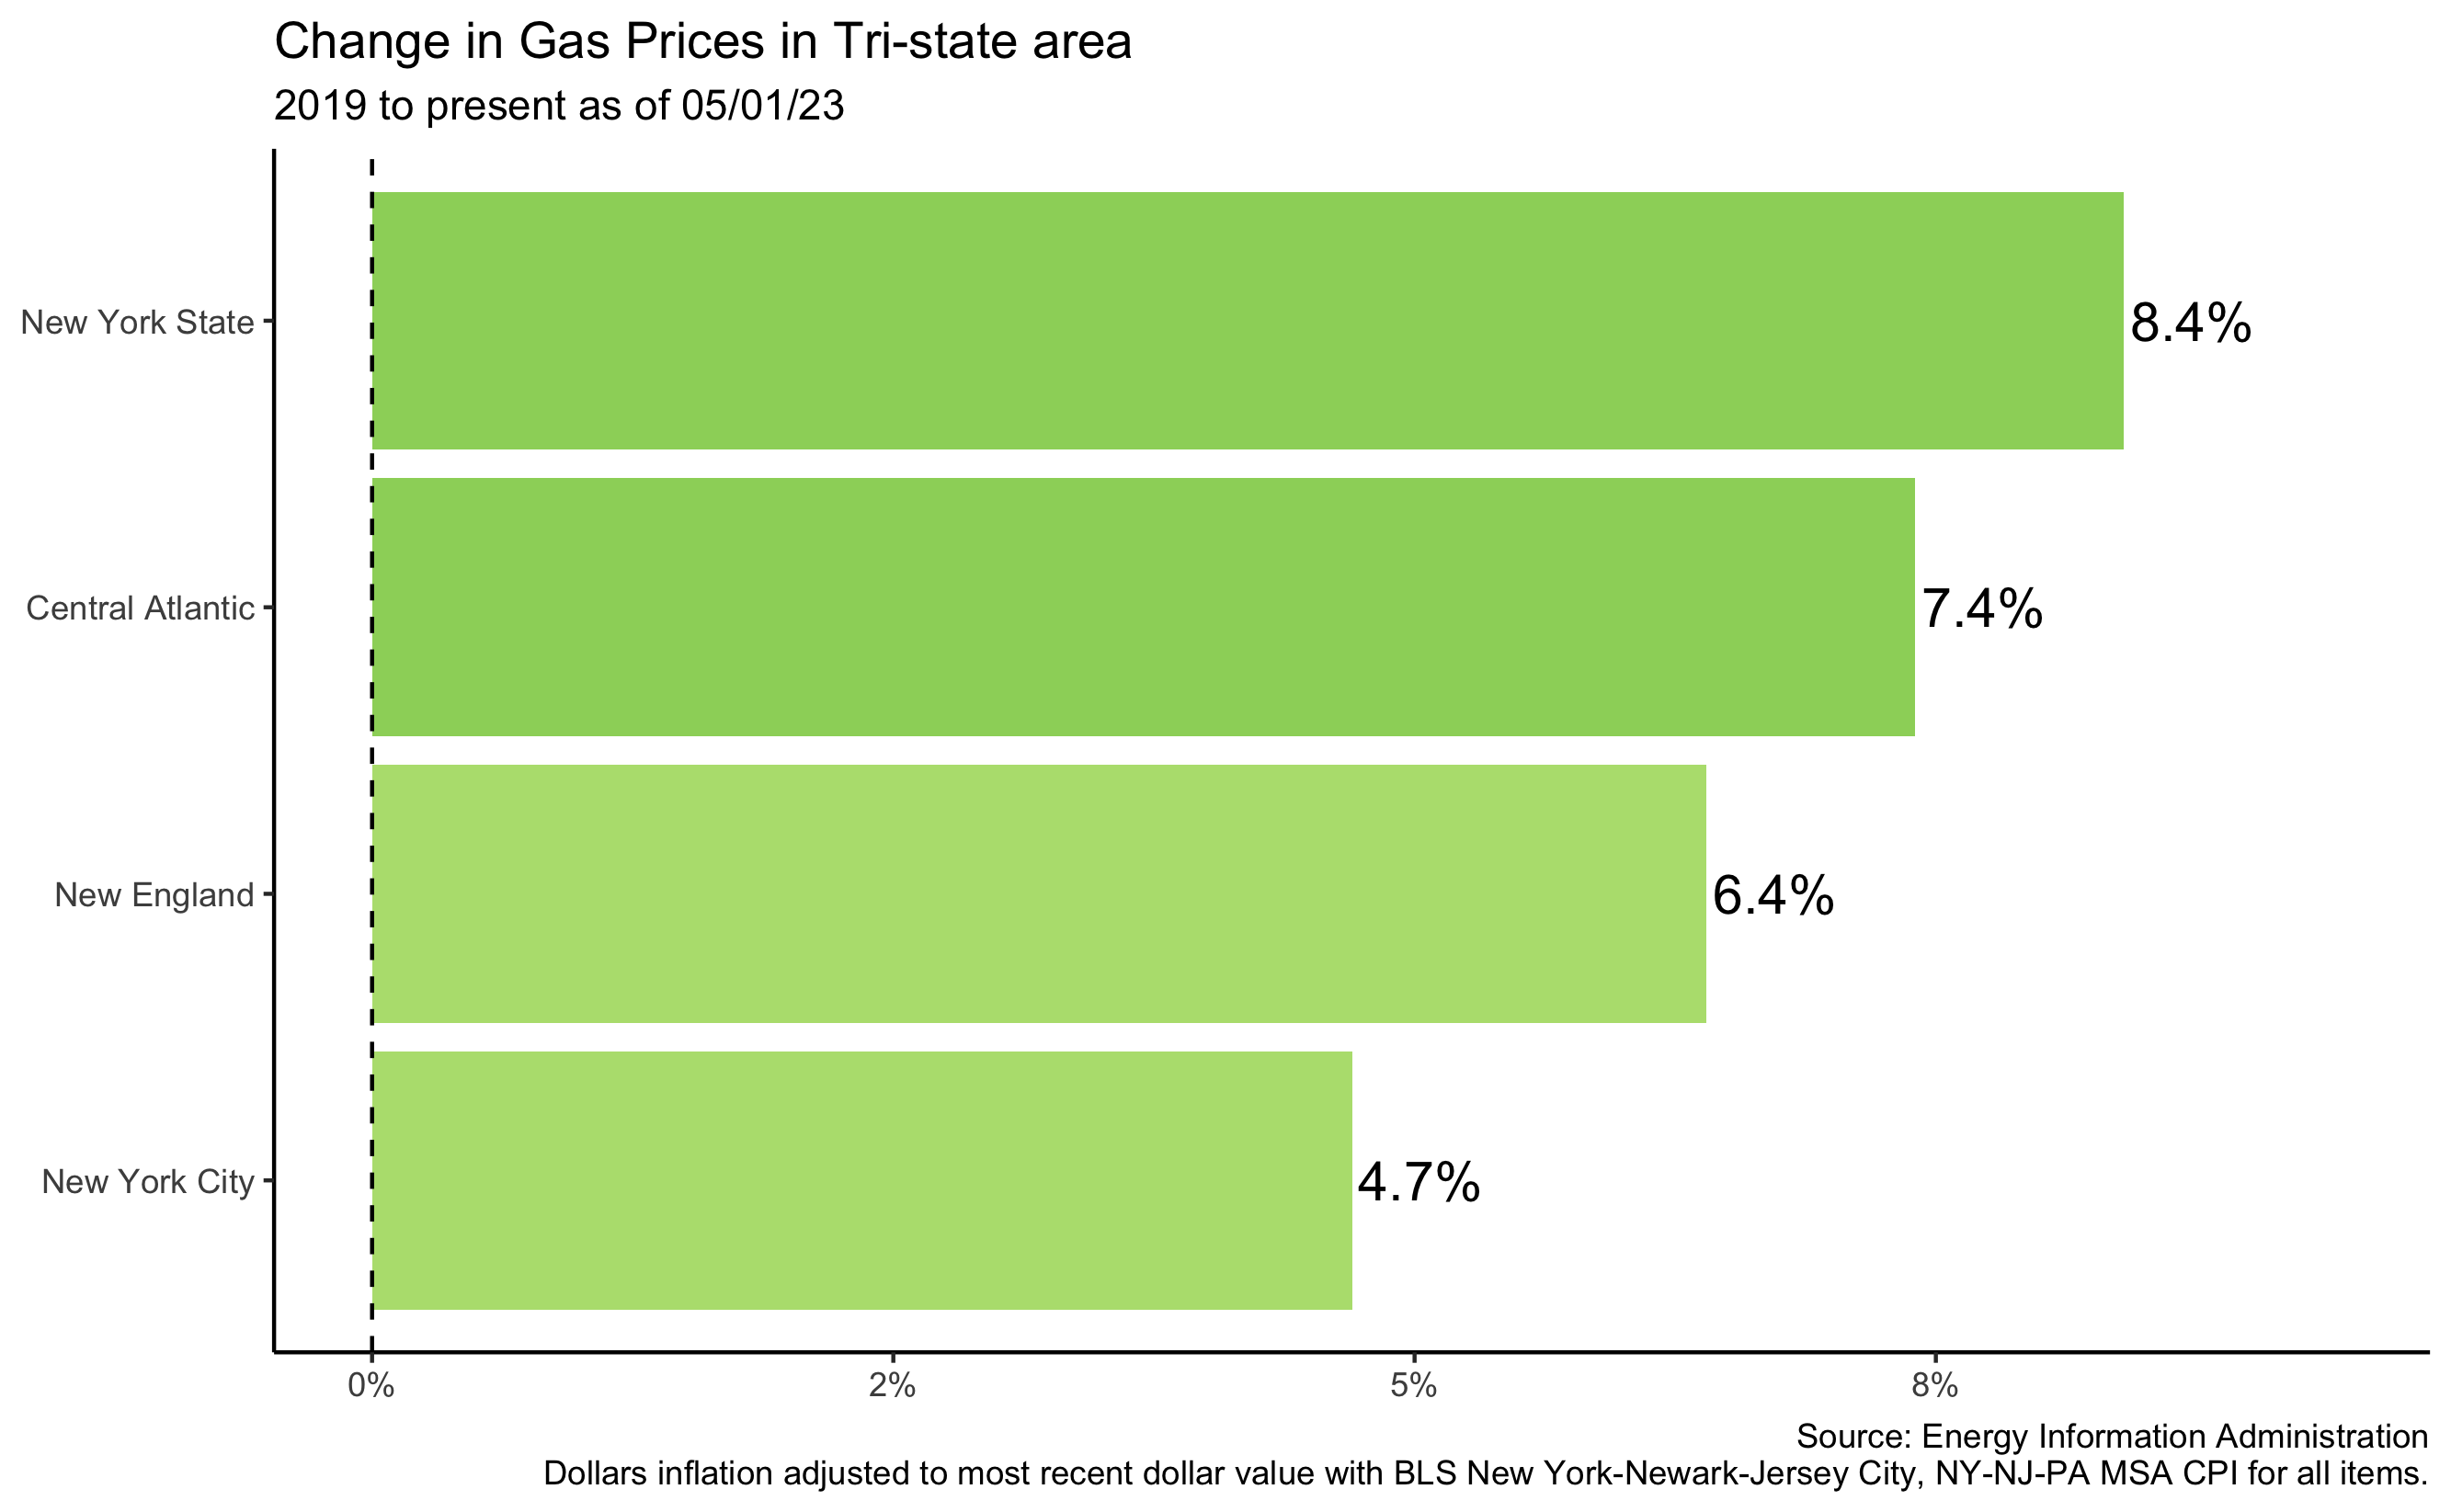 Change in Gas Prices in Tri-state area
2019 to present as of 05/01/23
New York State
8.4%
Central Atlantic
7.4%
New England
6.4%
New York City
4.7%
0% 2% 5% 8%
Source: Energy Information Administration
Dollars inflation adjusted to most recent dollar value with BLS New York-Newark-Jersey City, NY-NJ-PA MSA CPI for all items.